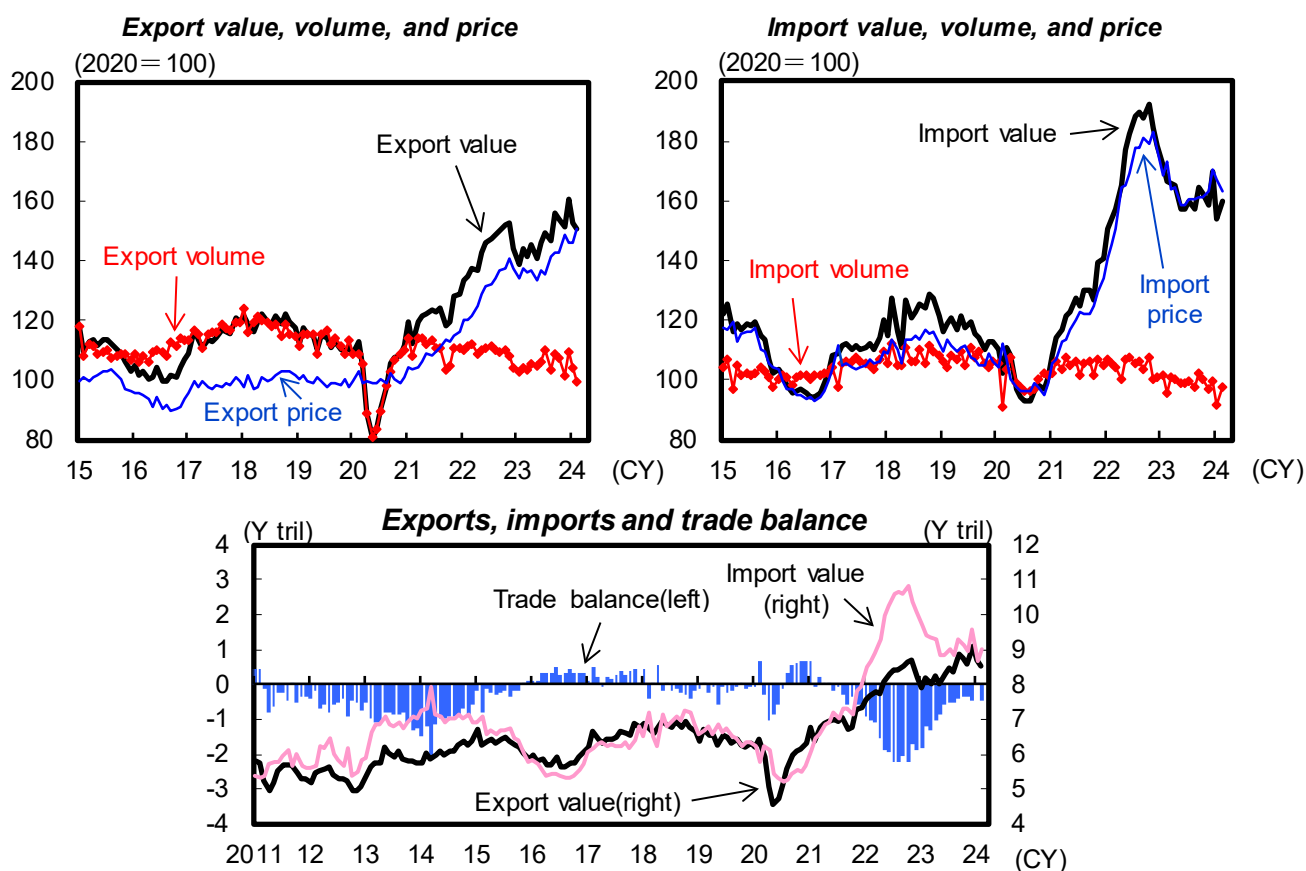 Export value, volume, and price
(2020＝100)
200
180
160
140
120
100
80
Export value
Export volume
Export price
15 16 17 18 19 20 21 22 23 24 (CY)
Import value, volume, and price
(2020＝100)
200
180
160
140
120
100
80
Import value
Import volume
Import
price
15 16 17 18 19 20 21 22 23 24 (CY)
Exports, imports and trade balance
(Y tril)
(Y tril)
4
3
2
1
0
-1
-2
-3
-4
Trade balance(left)
Import value
(right)
Export value(right)
12
11
10
9
8
7
6
5
4
2011 12 13 14 15 16 17 18 19 20 21 22 23 24 (CY)